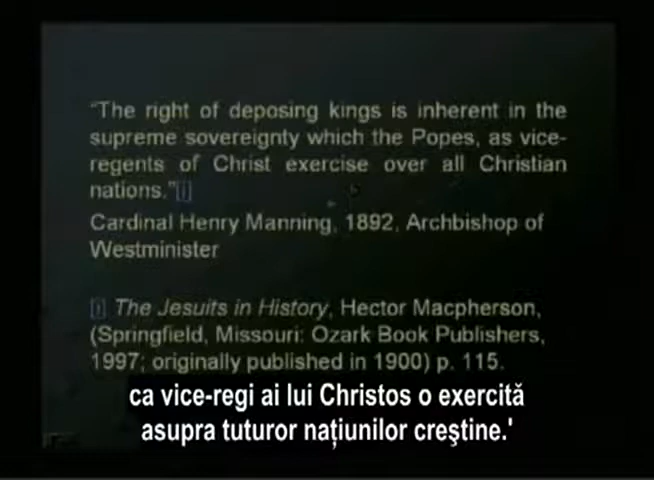 "The right of deposing kings is inherent in the
supreme sovereignty which the Popes, as vice-
regents of Christ exercise over all Christian
nations."[i]
Cardinal Henry Manning, 1892, Archbishop of
Westminister
[i] The Jesuits in History, Hector Macpherson,
(Springfield, Missouri: Ozark Book Publishers,
1997; originally published in 1900) p. 115.
ca vice-regi ai lui Christos o exercită
asupra tuturor naţiunilor creştine.'